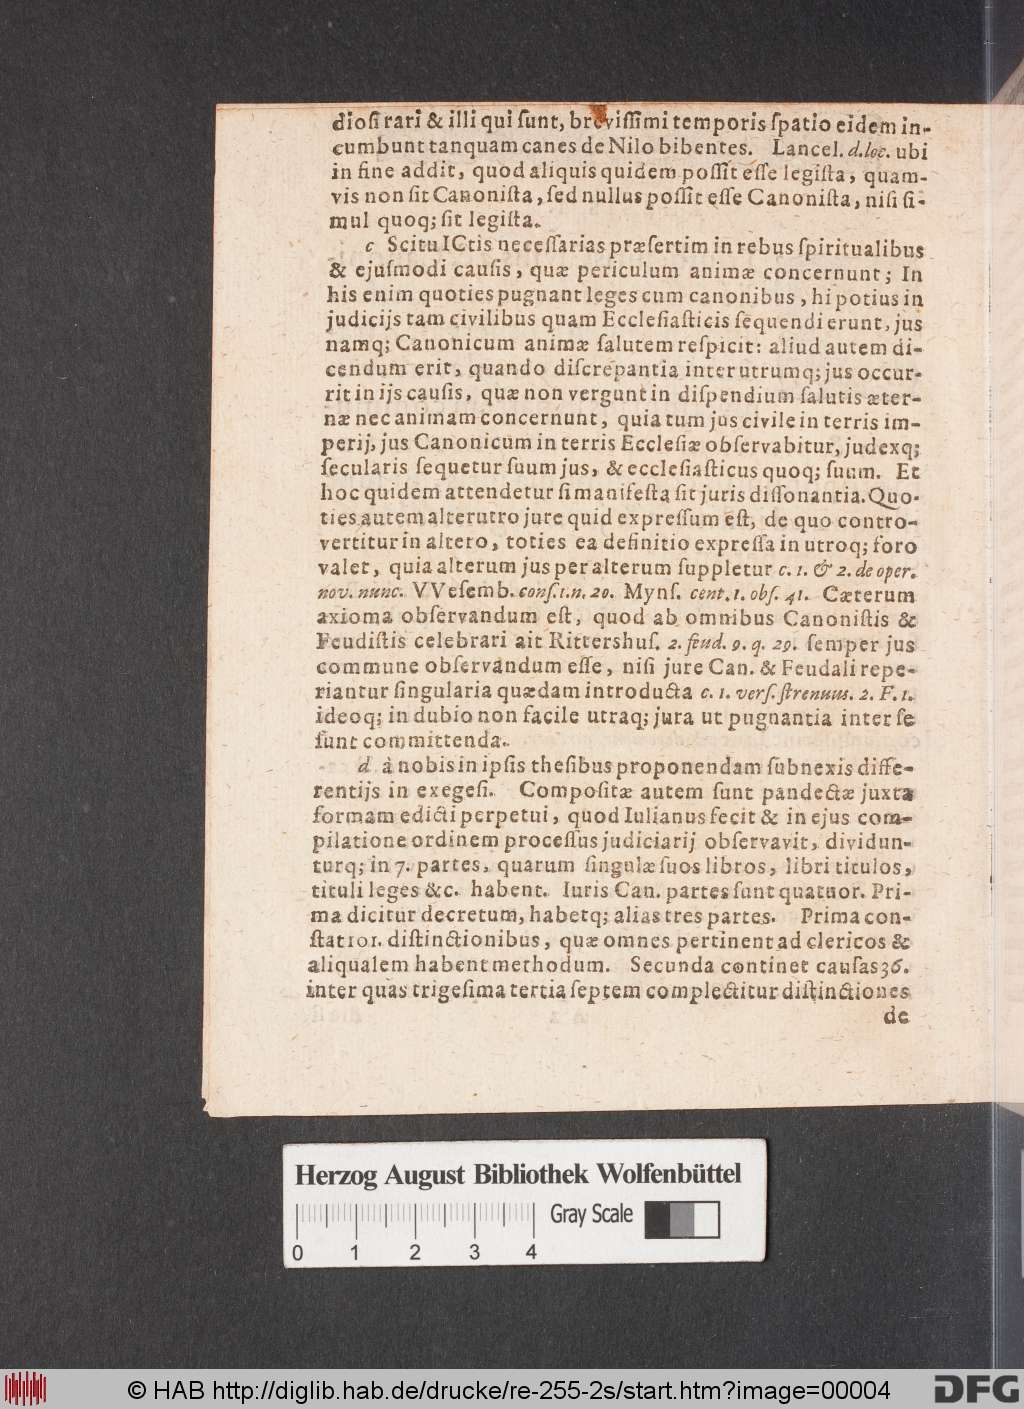 dioſi rari & illi qui ſunt, breviſſimi temporis ſpatio eidem in-
cumbunt tanquam canes de Nilo bibentes. Lancel. d. loc. ubi
in fine addit, quod aliquis quidem poſſit eſſe legiſta, quam-
vis non ſit Canoniſta, ſed nullus poſſit eſſe Canoniſta, niſi ſi-
mul quoq; ſit legiſta.
c Scitu ICtis neceſſarias præſertim in rebus ſpiritualibus
& ejuſmodi cauſis, quæ periculum animæ concernunt; In
his enim quoties pugnant leges cum canonibus, hi potius in
judicijs tam civilibus quam Eccleſiaſticis ſequendi erunt, jus
namq; Canonicum animæ ſalutem reſpicit: aliud autem di-
cendum erit, quando diſcrepantia inter utrumq; jus occur-
rit in ijs cauſis, quæ non vergunt in diſpendium ſalutis æter-
næ nec animam concernunt, quia tum jus civile in terris im-
perij, jus Canonicum in terris Eccleſiæ obſervabitur, judexq;
ſecularis ſequetur ſuum jus, & eccleſiaſticus quoq; ſuum. Et
hoc quidem attendetur ſi manifeſta ſit juris diſſonantia. Quo-
ties autem alterutro jure quid expreſſum eſt, de quo contro-
vertitur in altero, toties ea definitio expreſſa in utroq; foro
valet, quia alterum jus per alterum ſuppletur c. 1. & 2. de oper.
nov. nunc. VVeſemb. conſ. 1. n. 20. Mynſ. cent. 1. obſ. 41. Cæterum
axioma obſervandum eſt, quod ab omnibus Canoniſtis &
Feudiſtis celebrari ait Rittershuſ. 2. feud. 9. q. 29. ſemper jus
commune obſervandum eſſe, niſi jure Can. & Feudali repe-
riantur ſingularia quædam introducta c. 1. verſ. ſtrenuus. 2. F. 1.
ideoq; in dubio non facile utraq; jura ut pugnantia inter ſe
ſunt committenda.
d à nobis in ipſis theſibus proponendam ſubnexis diffe-
rentijs in exegeſi. Compoſitæ autem ſunt pandectæ juxta
formam edicti perpetui, quod Iulianus fecit & in ejus com-
pilatione ordinem proceſſus judiciarij obſervavit, dividun-
turq; in 7. partes, quarum ſingulæ ſuos libros, libri titulos,
tituli leges &c. habent. Iuris Can. partes ſunt quatuor. Pri-
ma dicitur decretum, habetq; alias tres partes. Prima con-
ſtat 101. diſtinctionibus, quæ omnes pertinent ad clericos &
aliqualem habent methodum. Secunda continet cauſas 36.
inter quas trigeſima tertia ſeptem complectitur diſtinctiones
de
Herzog August Bibliothek Wolfenbüttel
Gray Scale
0 1 2 3 4
© HAB http://diglib.hab.de/drucke/re-255-2s/start.htm?image=00004
DFG